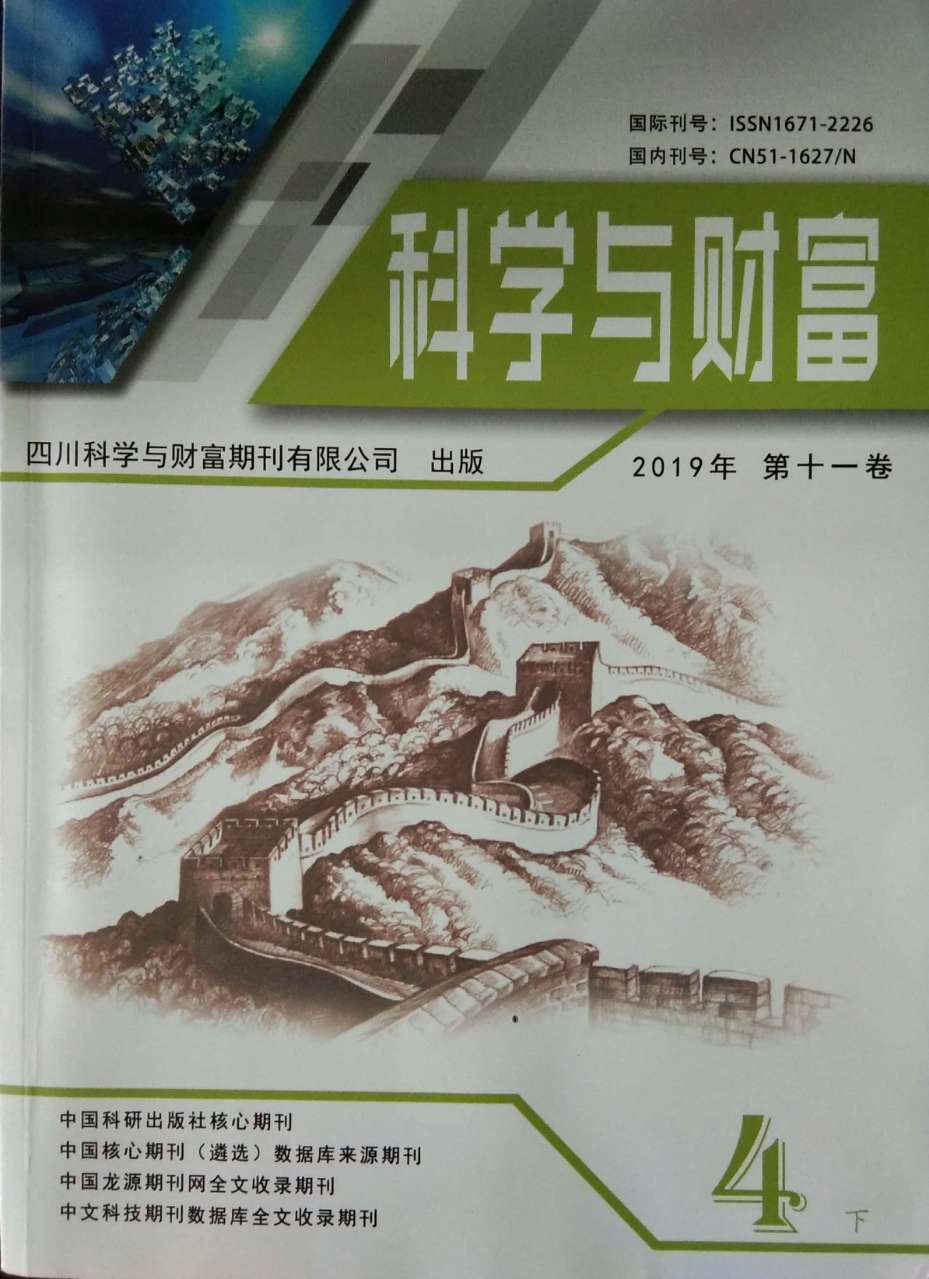 国际刊号：ISSN1671-2226
国内刊号：CN51-1627/N
科学与财富
四川科学与财富期刊有限公司 出版
2019年 第十一卷
中国科研出版社核心期刊
中国核心期刊（遴选）数据库来源期刊
中国龙源期刊网全文收录期刊
中文科技期刊数据库全文收录期刊
4
下